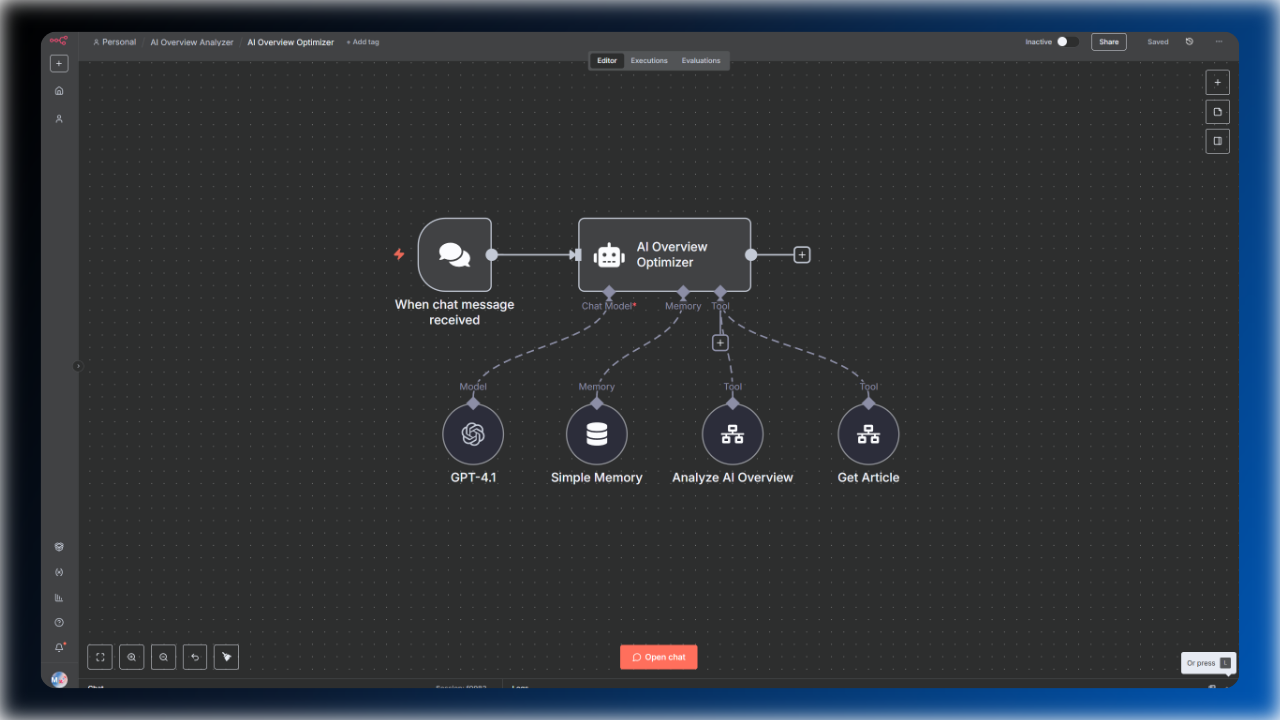 Personal / AI Overview Analyzer / AI Overview Optimizer + Add tag
Inactive
Share
Saved
Editor Executions Evaluations
AI Overview
Optimizer
When chat message
received
Chat Model*
Memory
Tool
Model
Memory
Tool
Tool
GPT-4.1
Simple Memory
Analyze AI Overview
Get Article
Open chat
Or press L
Chat
Logs